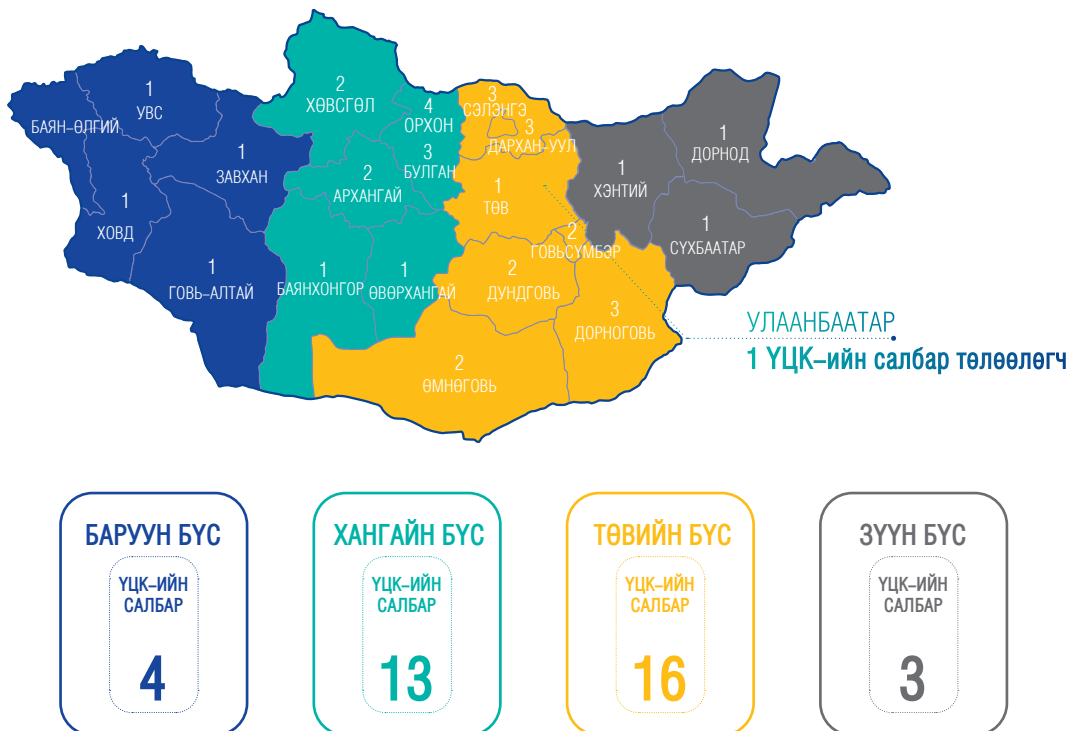 1
УВС
БАЯН-ӨЛГИЙ
1
ЗАВХАН
1
ХОВД
1
ГОВЬ-АЛТАЙ
2
ХӨВСГӨЛ
4
ОРХОН
3
БУЛГАН
2
АРХАНГАЙ
1
БАЯНХОНГОР
1
ӨВӨРХАНГАЙ
3
СЭЛЭНГЭ
3
ДАРХАН-УУЛ
1
ТӨВ
2
ГОВЬСҮМБЭР
2
ДУНДГОВЬ
3
ДОРНОГОВЬ
2
ӨМНӨГОВЬ
1
ХЭНТИЙ
1
ДОРНОД
1
СҮХБААТАР
УЛААНБААТАР
1 ҮЦК-ийн салбар төлөөлөгч
БАРУУН БҮС
ҮЦК-ИЙН
САЛБАР
4
ХАНГАЙН БҮС
ҮЦК-ИЙН
САЛБАР
13
ТӨВИЙН БҮС
ҮЦК-ИЙН
САЛБАР
16
ЗҮҮН БҮС
ҮЦК-ИЙН
САЛБАР
3